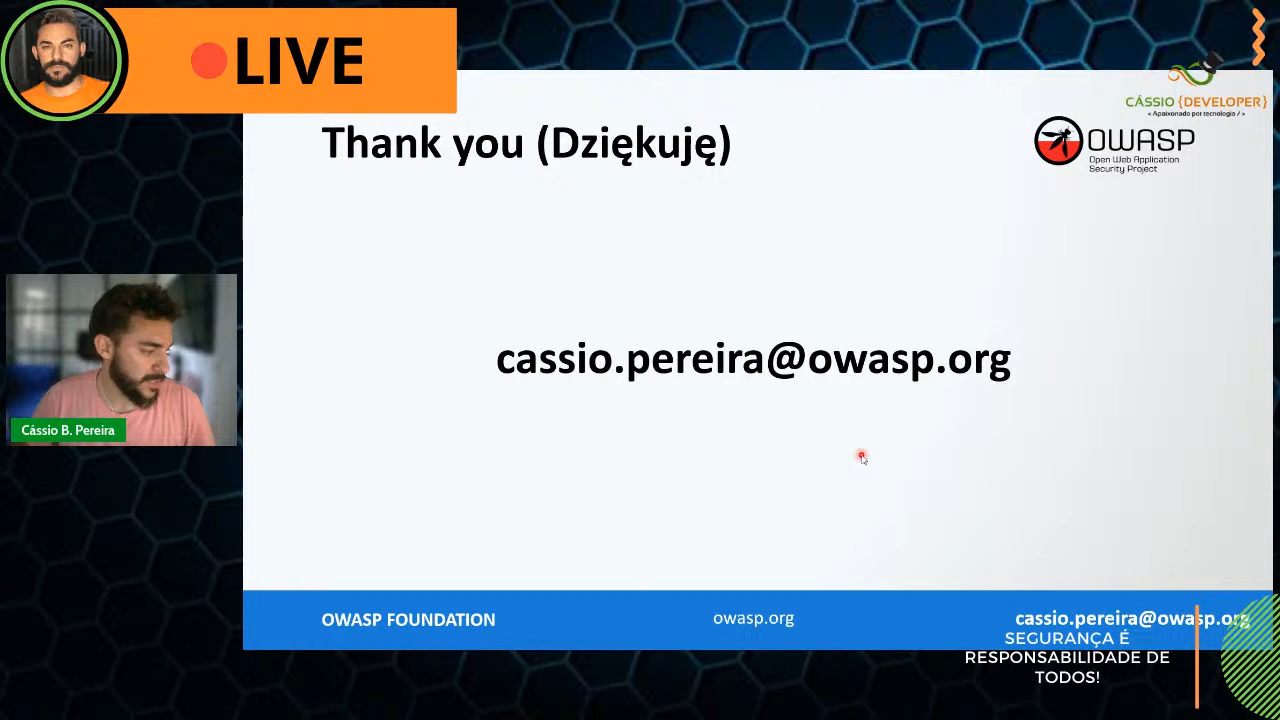 LIVE
CÁSSIO {DEVELOPER}
< Apaixonado por tecnologia / >
Thank you (Dziękuję)
OWASP
Open Web Application
Security Project
cassio.pereira@owasp.org
Cássio B. Pereira
OWASP FOUNDATION
owasp.org
cassio.pereira@owasp.org
SEGURANÇA É
RESPONSABILIDADE DE
TODOS!